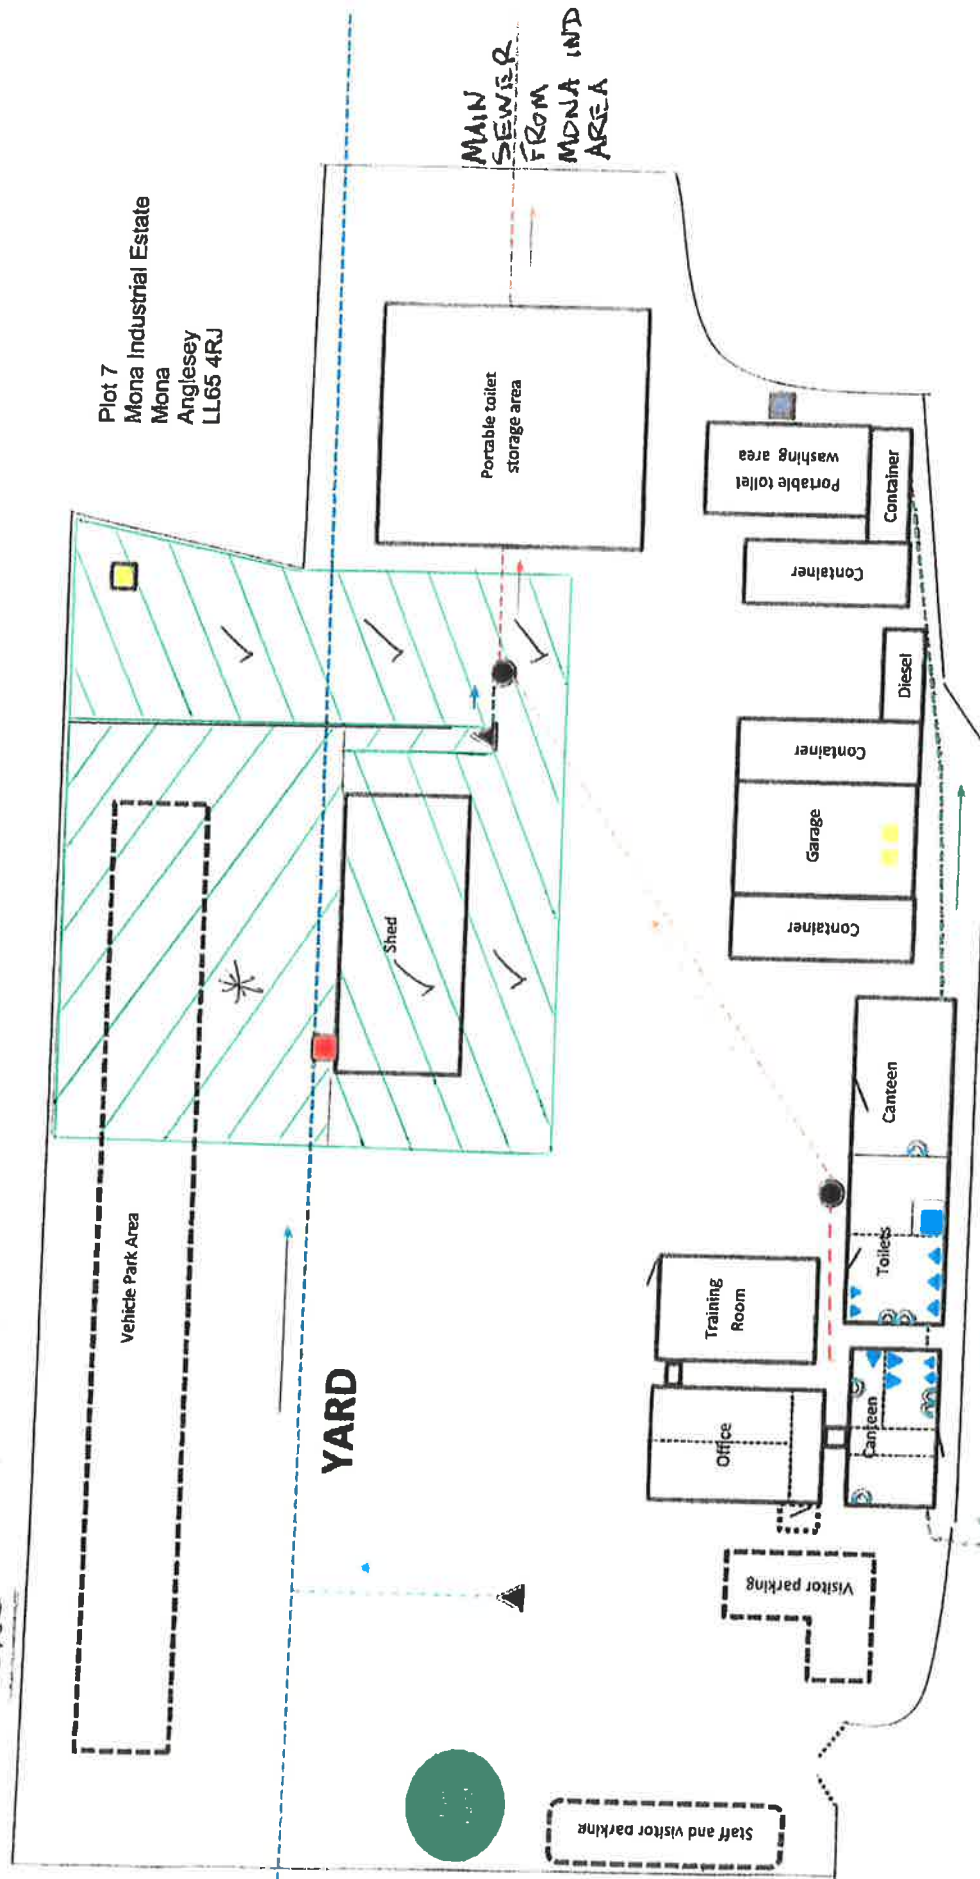 MAIN
SEWER
FROM
MONA IND
AREA
Plot 7
Mona Industrial Estate
Mona
Anglesey
LL65 4RJ
Portable toilet
storage area
Portable toilet
washing area
Container
Container
Diesel
Container
Garage
Container
Shed
Vehicle Park Area
YARD
Canteen
Toilets
Training
Room
Office
Canteen
Visitor parking
Staff and visitor parking